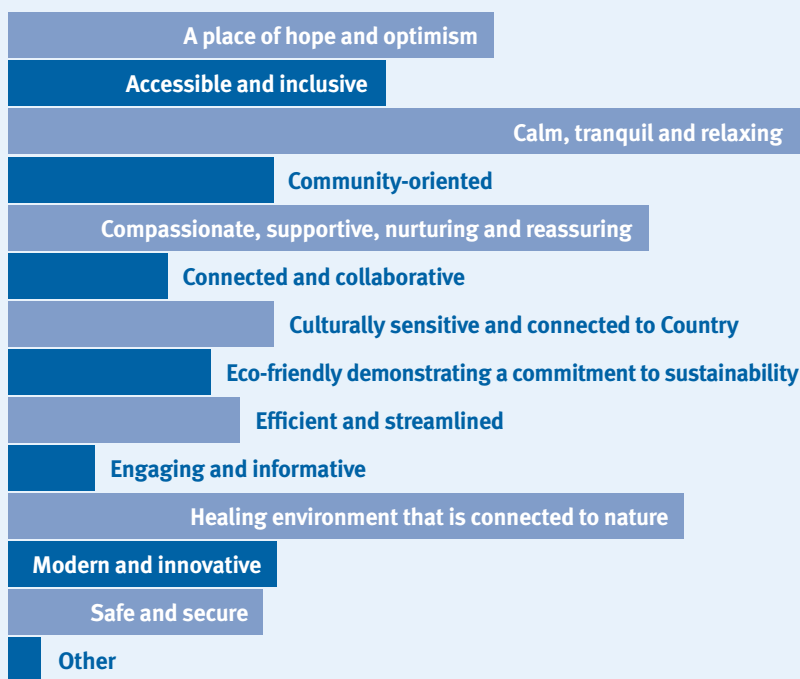 A place of hope and optimism
Accessible and inclusive
Calm, tranquil and relaxing
Community-oriented
Compassionate, supportive, nurturing and reassuring
Connected and collaborative
Culturally sensitive and connected to Country
Eco-friendly demonstrating a commitment to sustainability
Efficient and streamlined
Engaging and informative
Healing environment that is connected to nature
Modern and innovative
Safe and secure
Other